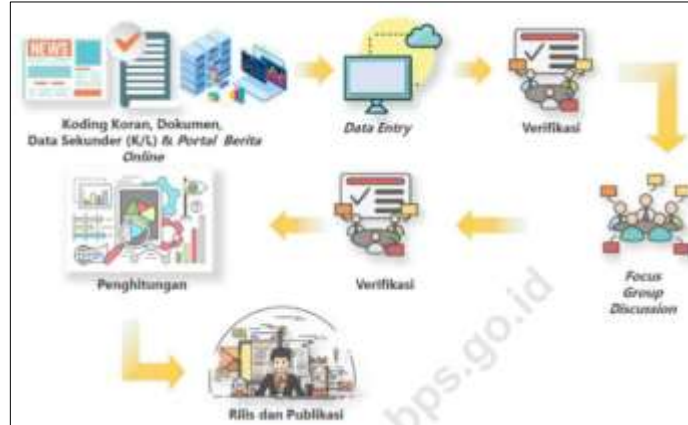 NEWS
Koding Koran, Dokumen,
Data Sekunder (K/L) & Portal Berita
Online
Data Entry
Verifikasi
Focus
Group
Discussion
Verifikasi
Penghitungan
Rilis dan Publikasi
bps.go.id